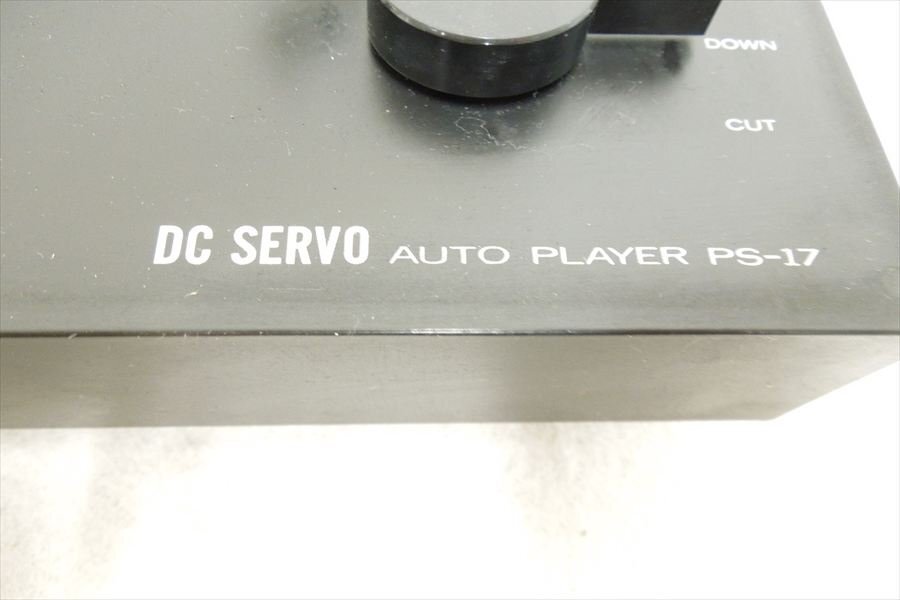 DOWN
CUT
DC SERVO AUTO PLAYER PS-17